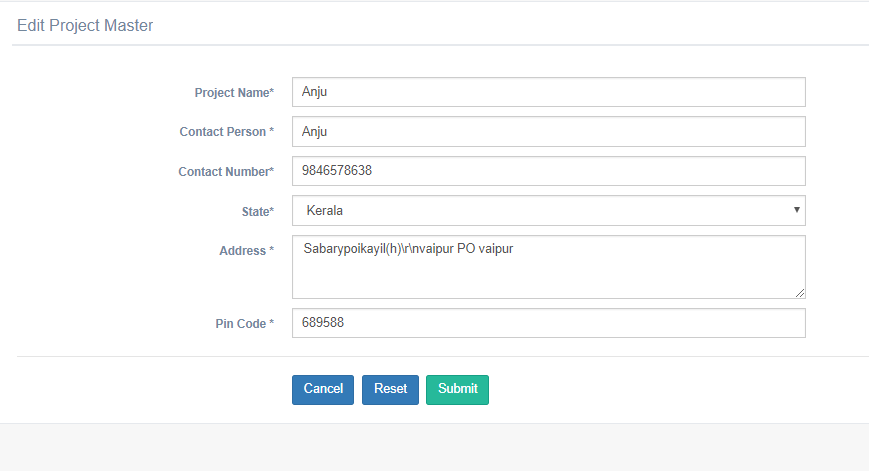 Edit Project Master
Project Name* Anju
Contact Person * Anju
Contact Number* 9846578638
State* Kerala
Address * Sabarypoikayil(h)\r\nvaipur PO vaipur
Pin Code * 689588
Cancel Reset Submit